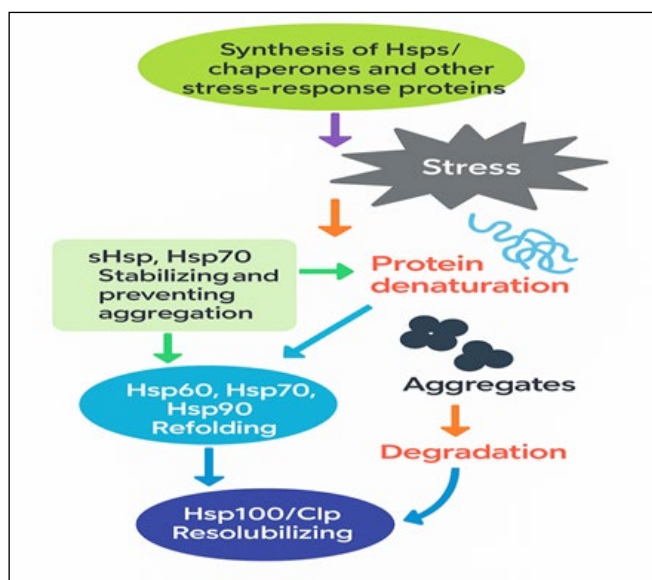 Synthesis of Hsps/
chaperones and other
stress-response proteins
Stress
sHsp, Hsp70
Stabilizing and
preventing
aggregation
Protein
denaturation
Aggregates
Hsp60, Hsp70,
Hsp90
Refolding
Degradation
Hsp100/Clp
Resolubilizing